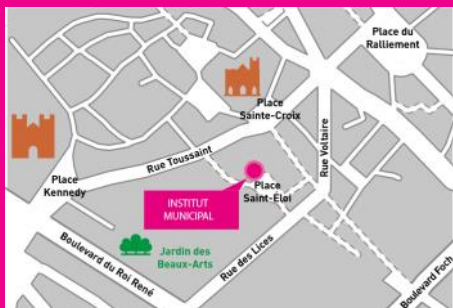 Place du
Ralliement
Place
Sainte-Croix
Rue Voltaire
Rue Toussaint
Place
Kennedy
INSTITUT
MUNICIPAL
Place
Saint-Éloi
Boulevard du Roi René
Jardin des
Beaux-Arts
Rue des Lices
Boulevard Foch